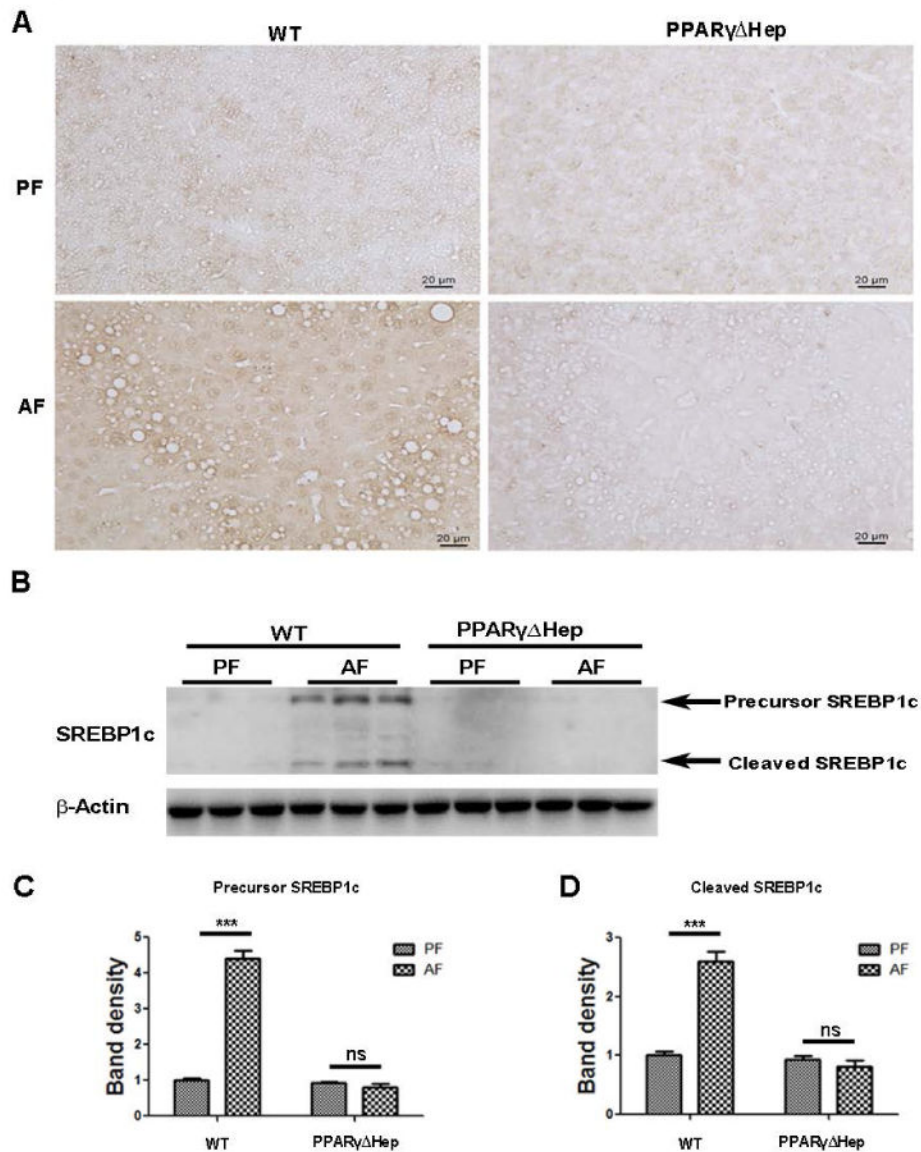 A
WT
PPARγΔHep
PF
20 µm
20 µm
AF
20 µm
20 µm
B
WT
PPARγΔHep
PF
AF
PF
AF
SREBP1c
Precursor SREBP1c
Cleaved SREBP1c
β-Actin
C
Precursor SREBP1c
***
PF
AF
Band density
5
4
3
2
1
0
ns
WT
PPARγΔHep
D
Cleaved SREBP1c
***
PF
AF
Band density
3
2
1
0
ns
WT
PPARγΔHep